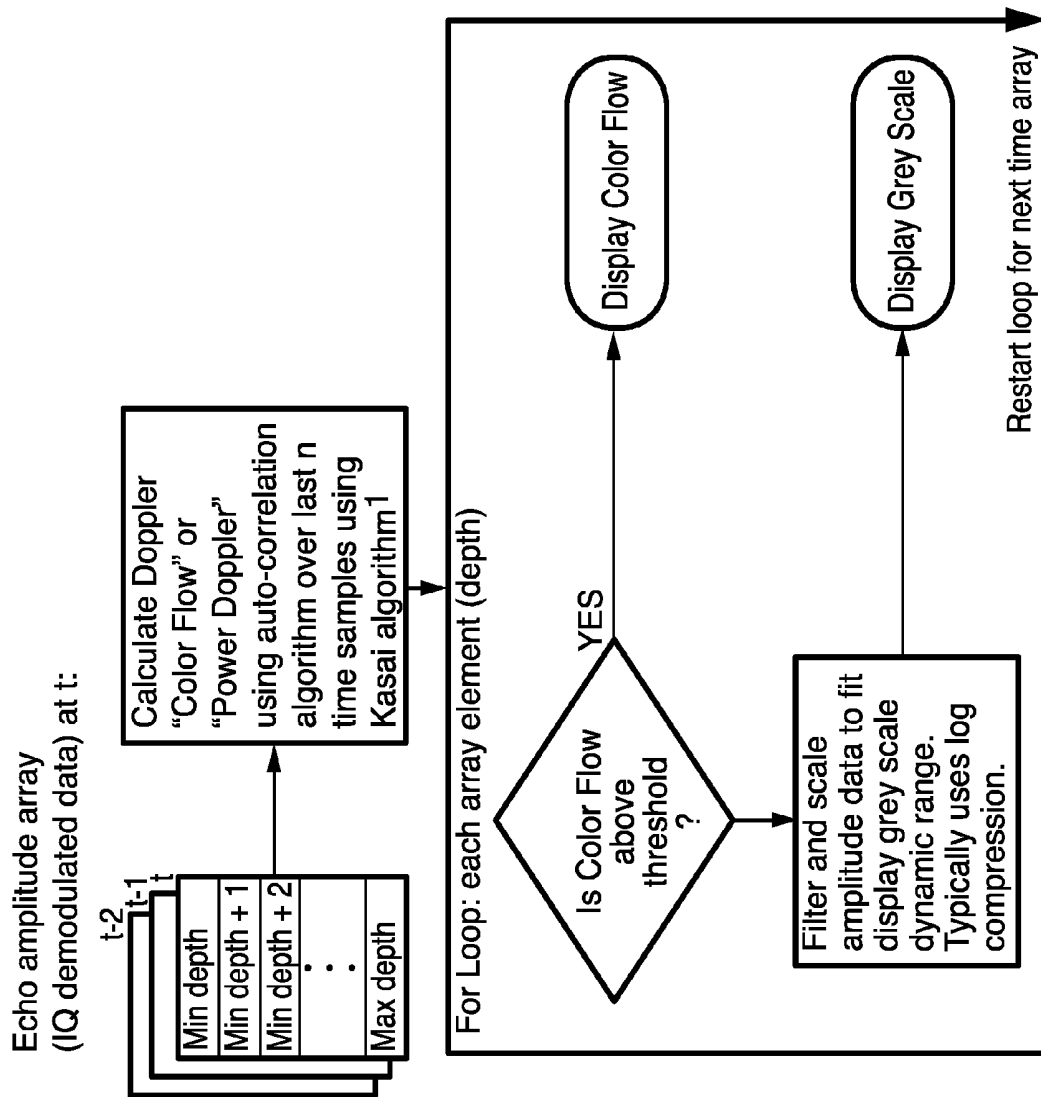 Echo amplitude array
(IQ demodulated data) at t:
t-2
t-1
t
Min depth
Min depth + 1
Min depth + 2
. . .
Max depth
Calculate Doppler
“Color Flow” or
“Power Doppler”
using auto-correlation
algorithm over last n
time samples using
Kasai algorithm1
For Loop: each array element (depth)
Is Color Flow
above
threshold
?
YES
Display Color Flow
Filter and scale
amplitude data to fit
display grey scale
dynamic range.
Typically uses log
compression.
Display Grey Scale
Restart loop for next time array